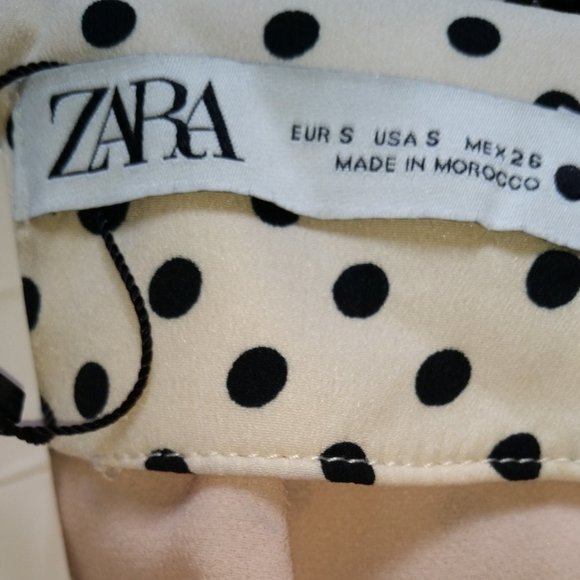 ZARA
EUR S USA S MEX 26
MADE IN MOROCCO